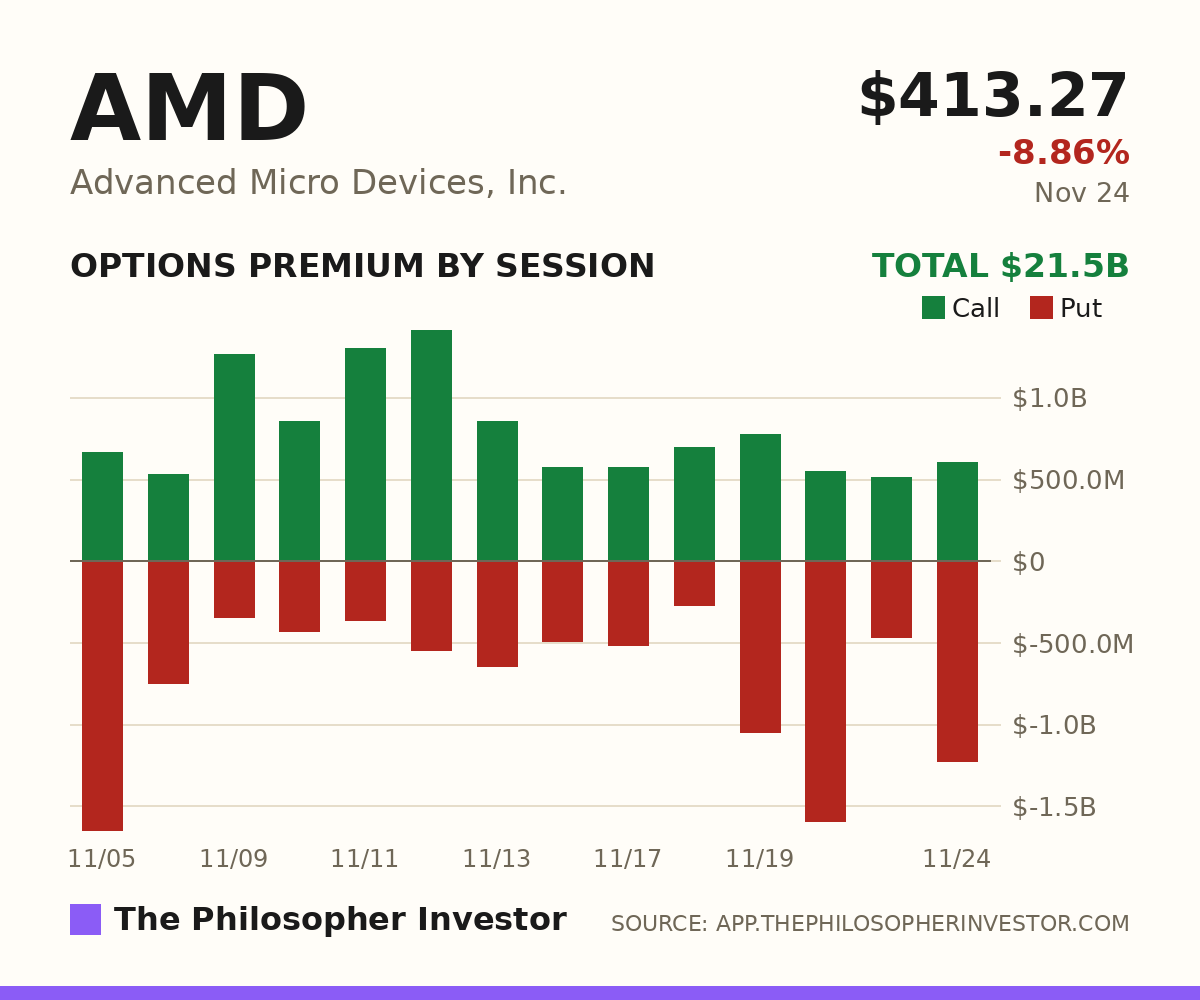 AMD
$413.27
-8.86%
Advanced Micro Devices, Inc.
Nov 24
OPTIONS PREMIUM BY SESSION
TOTAL $21.5B
Call
Put
$1.0B
$500.0M
$0
$-500.0M
$-1.0B
$-1.5B
11/05 11/09 11/11 11/13 11/17 11/19 11/24
The Philosopher Investor
SOURCE: APP.THEPHILOSOPHERINVESTOR.COM